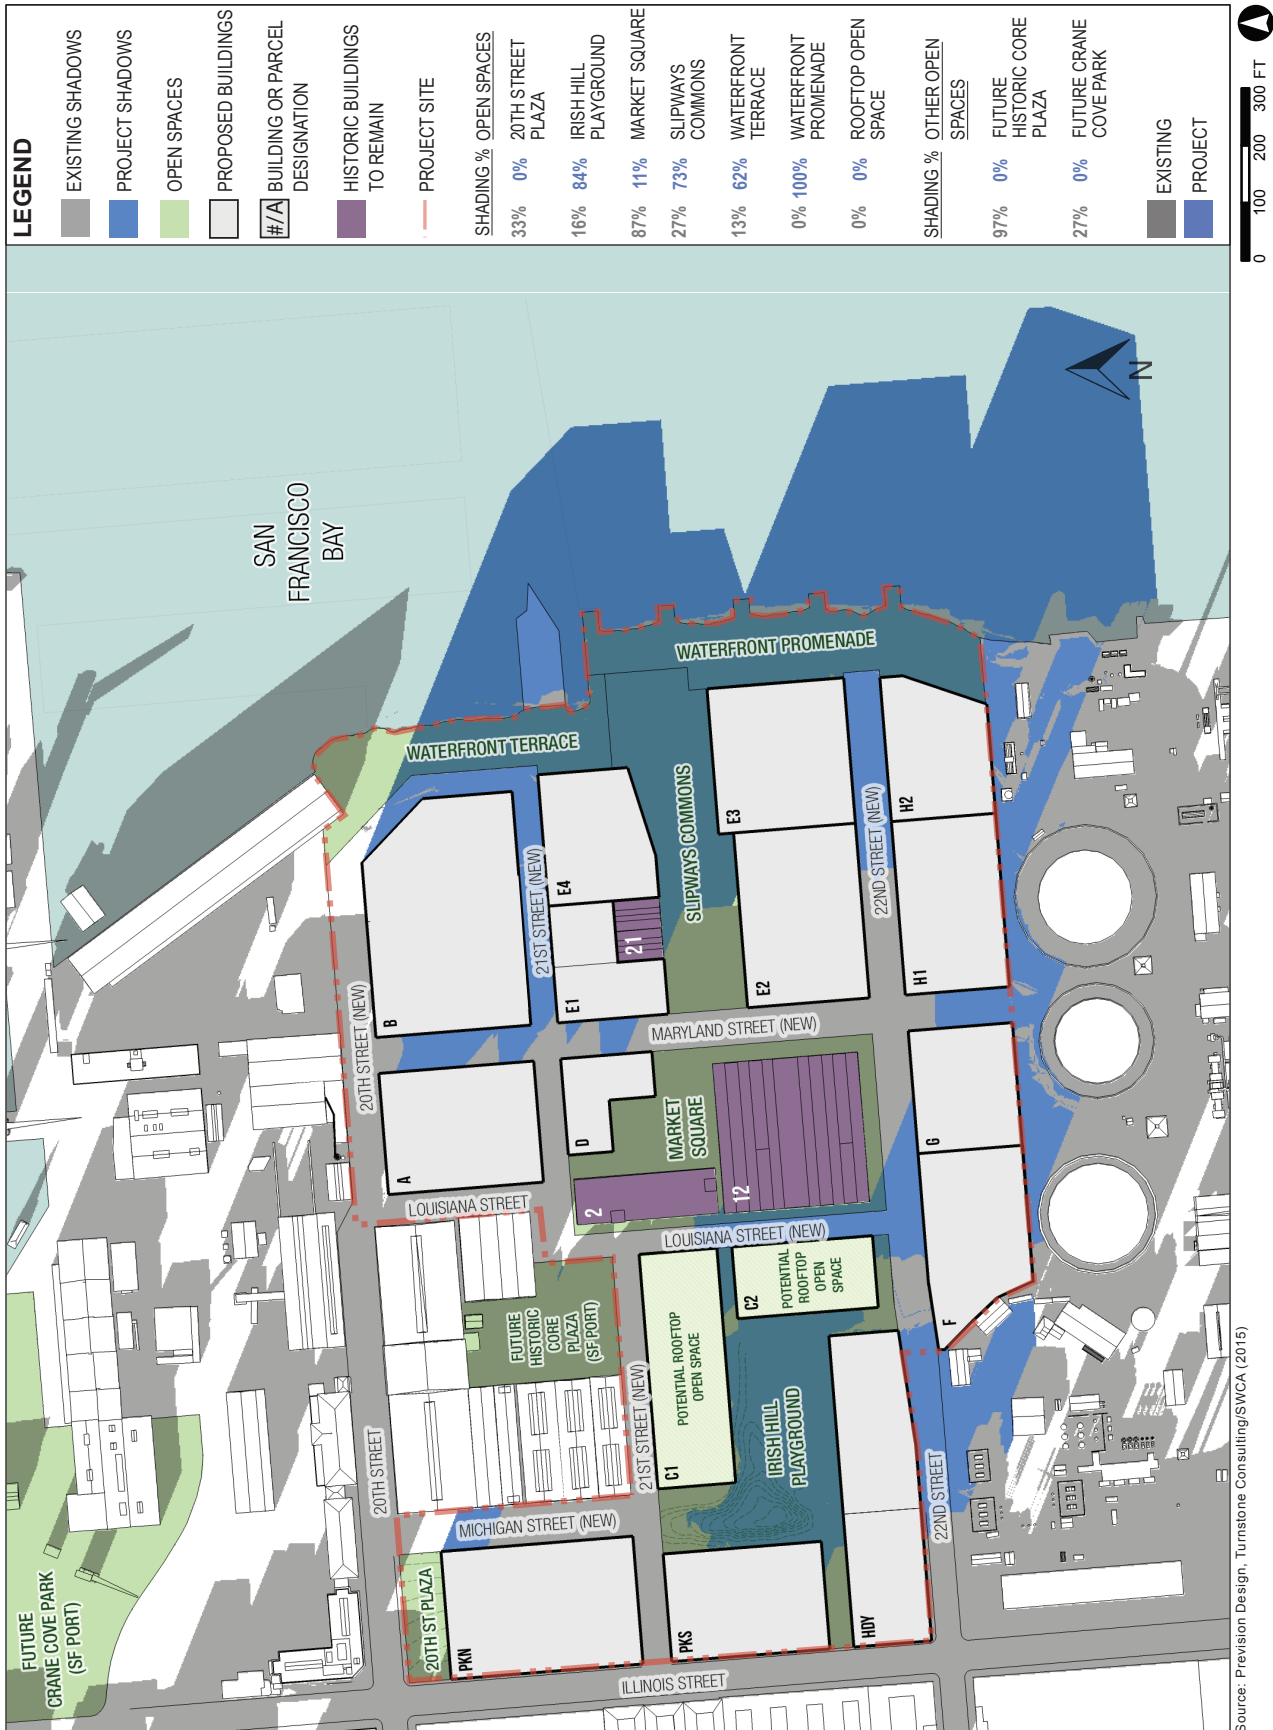 LEGEND
EXISTING SHADOWS
PROJECT SHADOWS
OPEN SPACES
PROPOSED BUILDINGS
#/A BUILDING OR PARCEL
DESIGNATION
HISTORIC BUILDINGS
TO REMAIN
PROJECT SITE
SHADING % OPEN SPACES
33% 0% 20TH STREET
PLAZA
16% 84% IRISH HILL
PLAYGROUND
87% 11% MARKET SQUARE
27% 73% SLIPWAYS
COMMONS
13% 62% WATERFRONT
TERRACE
0% 100% WATERFRONT
PROMENADE
0% 0% ROOFTOP OPEN
SPACE
SHADING % OTHER OPEN
SPACES
97% 0% FUTURE
HISTORIC CORE
PLAZA
27% 0% FUTURE CRANE
COVE PARK
EXISTING
PROJECT
0 100 200 300 FT
SAN
FRANCISCO
BAY
N
WATERFRONT TERRACE
WATERFRONT PROMENADE
SLIPWAYS COMMONS
B
21ST STREET (NEW)
E4
E1
21
E3
E2
22ND STREET (NEW)
H2
H1
20TH STREET (NEW)
MARYLAND STREET (NEW)
A
D
MARKET
SQUARE
2
12
G
F
LOUISIANA STREET
LOUISIANA STREET (NEW)
FUTURE
HISTORIC
CORE
PLAZA
(SF PORT)
POTENTIAL ROOFTOP
OPEN SPACE
C1
C2
POTENTIAL
ROOFTOP
OPEN
SPACE
IRISH HILL
PLAYGROUND
21ST STREET (NEW)
20TH STREET
MICHIGAN STREET (NEW)
22ND STREET
FUTURE
CRANE COVE PARK
(SF PORT)
20TH ST PLAZA
PKN
PKS
HDY
ILLINOIS STREET
Source: Prevision Design, Turnstone Consulting/SWCA (2015)